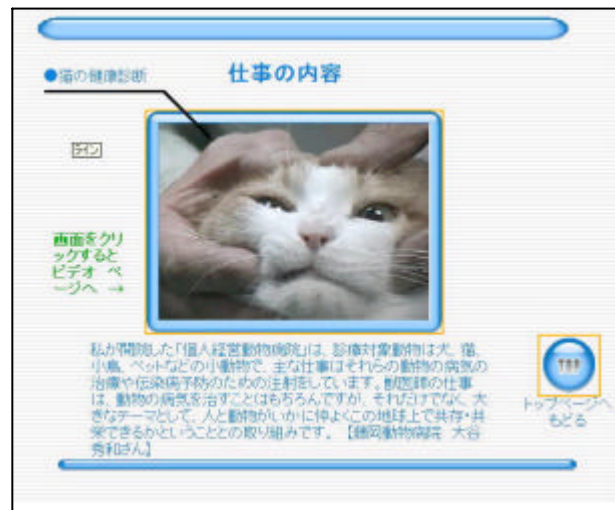 ●猫の健康診断
仕事の内容
ライン
画面をクリ
ックすると
ビデオ ペ
ージへ →
私が開院した「個人経営動物病院」は、診療対象動物は犬、猫、
小鳥、ペットなどの小動物で、主な仕事はそれらの動物の病気の
治療や伝染病予防のための注射をしています。獣医師の仕事
は、動物の病気を治すことはもちろんですが、それだけでなく、大
きなテーマとして、人と動物がいかに仲よくこの地球上で共存・共
栄できるかということとの取り組みです。 【鶴岡動物病院 大谷
秀和さん】
トップページへ
もどる